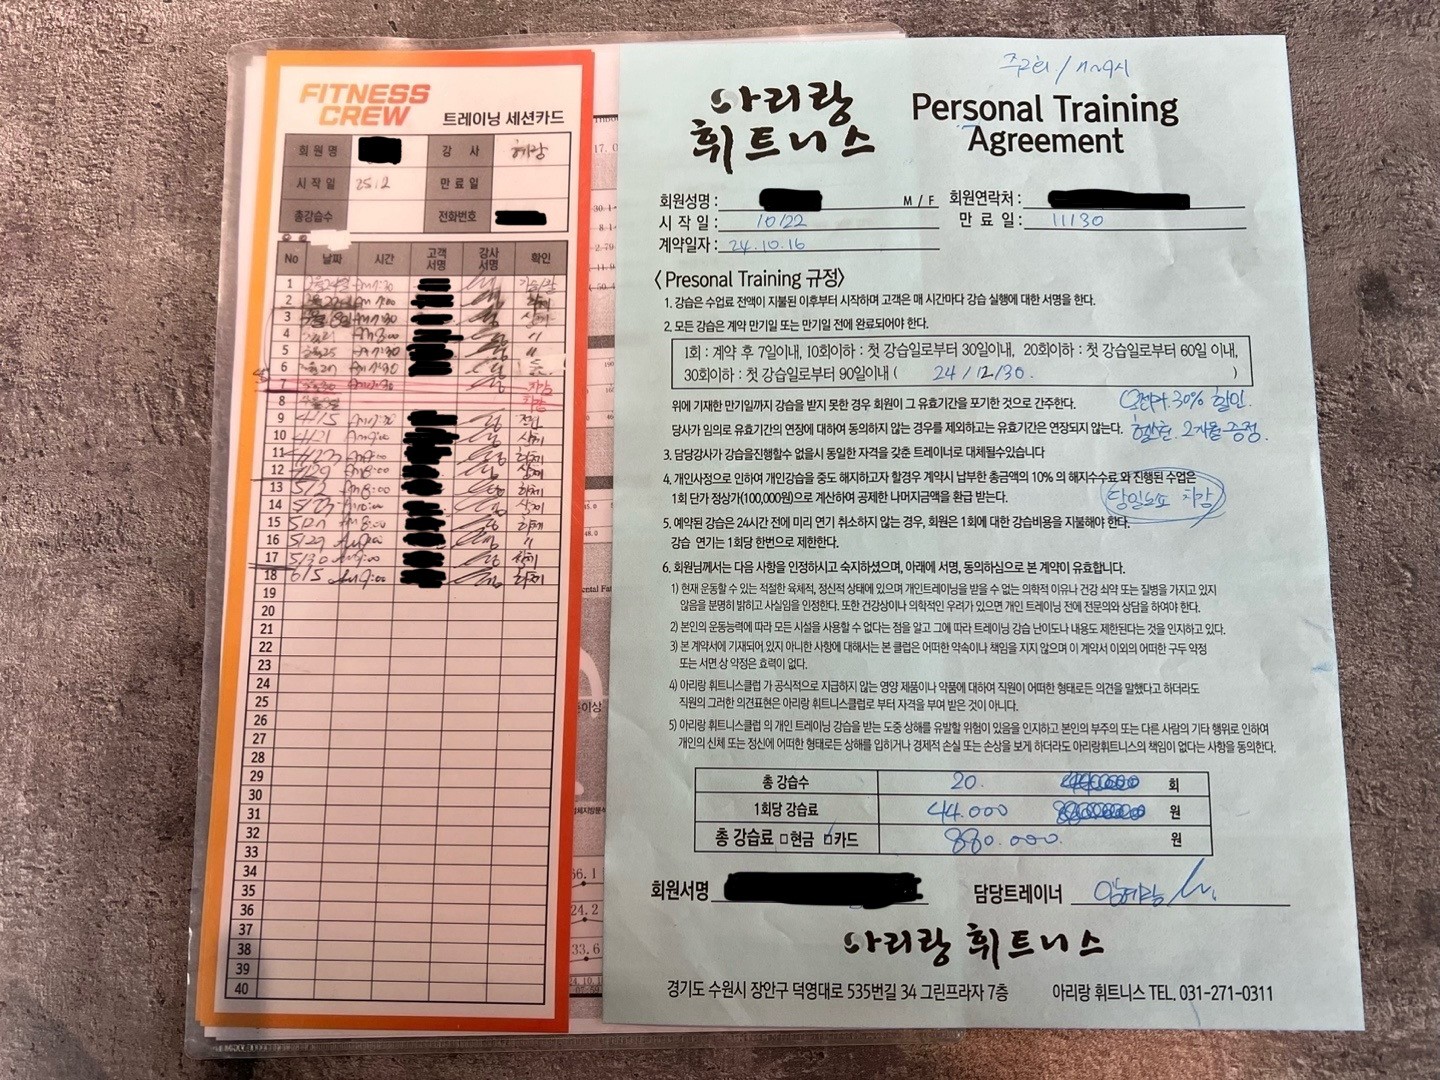 FITNESS
CREW
트레이닝 세션카드
회원명 강사 혜랑
시작일 25.2 만료일
총강습수 전화번호
No 날짜 시간 고객서명 강사서명 확인
1
2
3
4
5 "
6
7 차감
8 차감
9 4/15
10 4/21 하체
11 4/23
12 4/29
13 5/2 하체
14 5/23
15
16 5/29 "
17 5/30 상체
18 6/5 하체
19
20
21
22
23
24
25
26
27
28
29
30
31
32
33
34
35
36
37
38
39
40
주2회 /
아리랑
휘트니스
Personal Training
Agreement
회원성명 : M / F 회원연락처 :
시 작 일 : 10/22 만 료 일 : 11/30
계약일자 : 24.10.16
〈 Presonal Training 규정〉
1. 강습은 수업료 전액이 지불된 이후부터 시작하며 고객은 매 시간마다 강습 실행에 대한 서명을 한다.
2. 모든 강습은 계약 만기일 또는 만기일 전에 완료되어야 한다.
1회 : 계약 후 7일이내, 10회이하 : 첫 강습일로부터 30일이내, 20회이하 : 첫 강습일로부터 60일 이내,
30회이하 : 첫 강습일로부터 90일이내 ( 24/12/30. )
위에 기재한 만기일까지 강습을 받지 못한 경우 회원이 그 유효기간을 포기한 것으로 간주한다.
30% 할인.
당사가 임의로 유효기간의 연장에 대하여 동의하지 않는 경우를 제외하고는 유효기간은 연장되지 않는다.
헬스권. 2개월 증정.
3. 담당강사가 강습을진행할수 없을시 동일한 자격을 갖춘 트레이너로 대체될수있습니다
4. 개인사정으로 인하여 개인강습을 중도 해지하고자 할경우 계약시 납부한 총금액의 10% 의 해지수수료 와 진행된 수업은
1회 단가 정상가(100,000원)으로 계산하여 공제한 나머지금액을 환급 받는다.
당일노쇼 차감
5. 예약된 강습은 24시간 전에 미리 연기 취소하지 않는 경우, 회원은 1회에 대한 강습비용을 지불해야 한다.
강습 연기는 1회당 한번으로 제한한다.
6. 회원님께서는 다음 사항을 인정하시고 숙지하셨으며, 아래에 서명, 동의하심으로 본 계약이 유효합니다.
1) 현재 운동할 수 있는 적절한 육체적, 정신적 상태에 있으며 개인트레이닝을 받을 수 없는 의학적 이유나 건강 쇠약 또는 질병을 가지고 있지
않음을 분명히 밝히고 사실임을 인정한다. 또한 건강상이나 의학적인 우려가 있으면 개인 트레이닝 전에 전문의와 상담을 하여야 한다.
2) 본인의 운동능력에 따라 모든 시설을 사용할 수 없다는 점을 알고 그에 따라 트레이닝 강습 난이도나 내용도 제한된다는 것을 인지하고 있다.
3) 본 계약서에 기재되어 있지 아니한 사항에 대해서는 본 클럽은 어떠한 약속이나 책임을 지지 않으며 이 계약서 이외의 어떠한 구두 약정
또는 서면 상 약정은 효력이 없다.
4) 아리랑 휘트니스클럽 가 공식적으로 지급하지 않는 영양 제품이나 약품에 대하여 직원이 어떠한 형태로든 의견을 말했다고 하더라도
직원의 그러한 의견표현은 아리랑 휘트니스클럽로 부터 자격을 부여 받은 것이 아니다.
5) 아리랑 휘트니스클럽 의 개인 트레이닝 강습을 받는 도중 상해를 유발할 위험이 있음을 인지하고 본인의 부주의 또는 다른 사람의 기타 행위로 인하여
개인의 신체 또는 정신에 어떠한 형태로든 상해를 입히거나 경제적 손실 또는 손상을 보게 하더라도 아리랑휘트니스의 책임이 없다는 사항을 동의한다.
총 강습수 20. 회
1회당 강습료 44.000 원
총 강습료 □현금 □카드 880.000. 원
회원서명 담당트레이너
아리랑 휘트니스
경기도 수원시 장안구 덕영대로 535번길 34 그린프라자 7층 아리랑 휘트니스 TEL. 031-271-0311